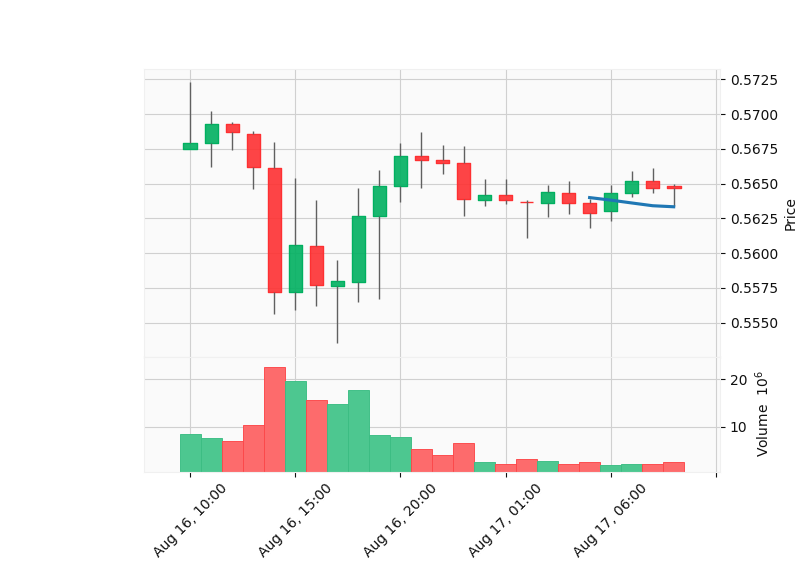 0.5725
0.5700
0.5675
0.5650
0.5625
0.5600
0.5575
0.5550
Price
20
10
Volume 10⁶
Aug 16, 10:00
Aug 16, 15:00
Aug 16, 20:00
Aug 17, 01:00
Aug 17, 06:00